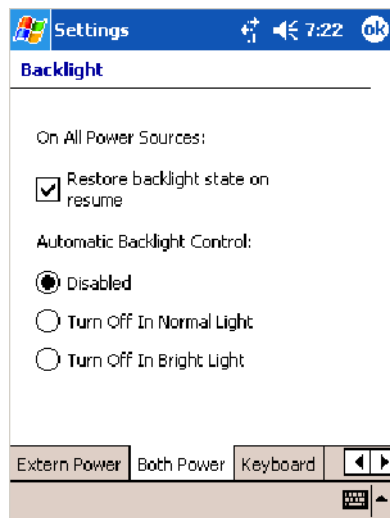 Settings 7:22 ok
Backlight
On All Power Sources:
Restore backlight state on
resume
Automatic Backlight Control:
Disabled
Turn Off In Normal Light
Turn Off In Bright Light
Extern Power Both Power Keyboard